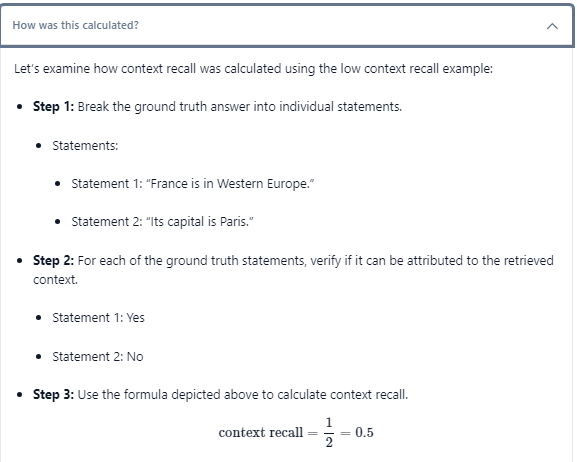 How was this calculated?
Let's examine how context recall was calculated using the low context recall example:
• Step 1: Break the ground truth answer into individual statements.
• Statements:
• Statement 1: "France is in Western Europe."
• Statement 2: "Its capital is Paris."
• Step 2: For each of the ground truth statements, verify if it can be attributed to the retrieved
context.
• Statement 1: Yes
• Statement 2: No
• Step 3: Use the formula depicted above to calculate context recall.
context recall = 1/2 = 0.5